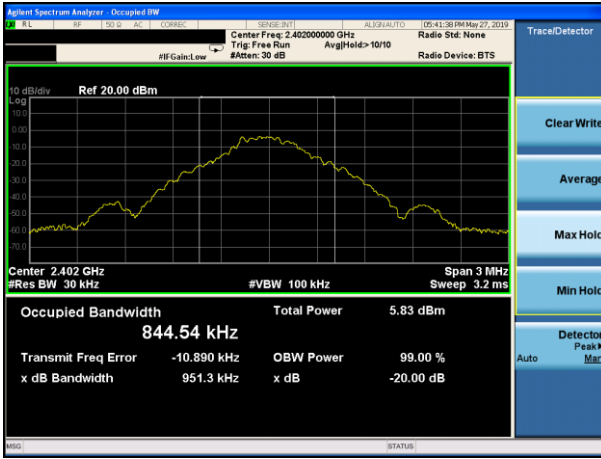 Agilent Spectrum Analyzer - Occupied BW
RL RF 50 Ω AC CORREC SENSE:INT ALIGNAUTO 05:41:38 PM May 27, 2019
Center Freq: 2.402000000 GHz Radio Std: None
Trig: Free Run Avg|Hold:> 10/10
#IFGain:Low #Atten: 30 dB Radio Device: BTS
Trace/Detector
10 dB/div Ref 20.00 dBm
Log
10.0
0.00
-10.0
-20.0
-30.0
-40.0
-50.0
-60.0
-70.0
Center 2.402 GHz Span 3 MHz
#Res BW 30 kHz #VBW 100 kHz Sweep 3.2 ms
Occupied Bandwidth Total Power 5.83 dBm
844.54 kHz
Transmit Freq Error -10.890 kHz OBW Power 99.00 %
x dB Bandwidth 951.3 kHz x dB -20.00 dB
Clear Write
Average
Max Hold
Min Hold
Detector
Peak
Auto Man
MSG STATUS